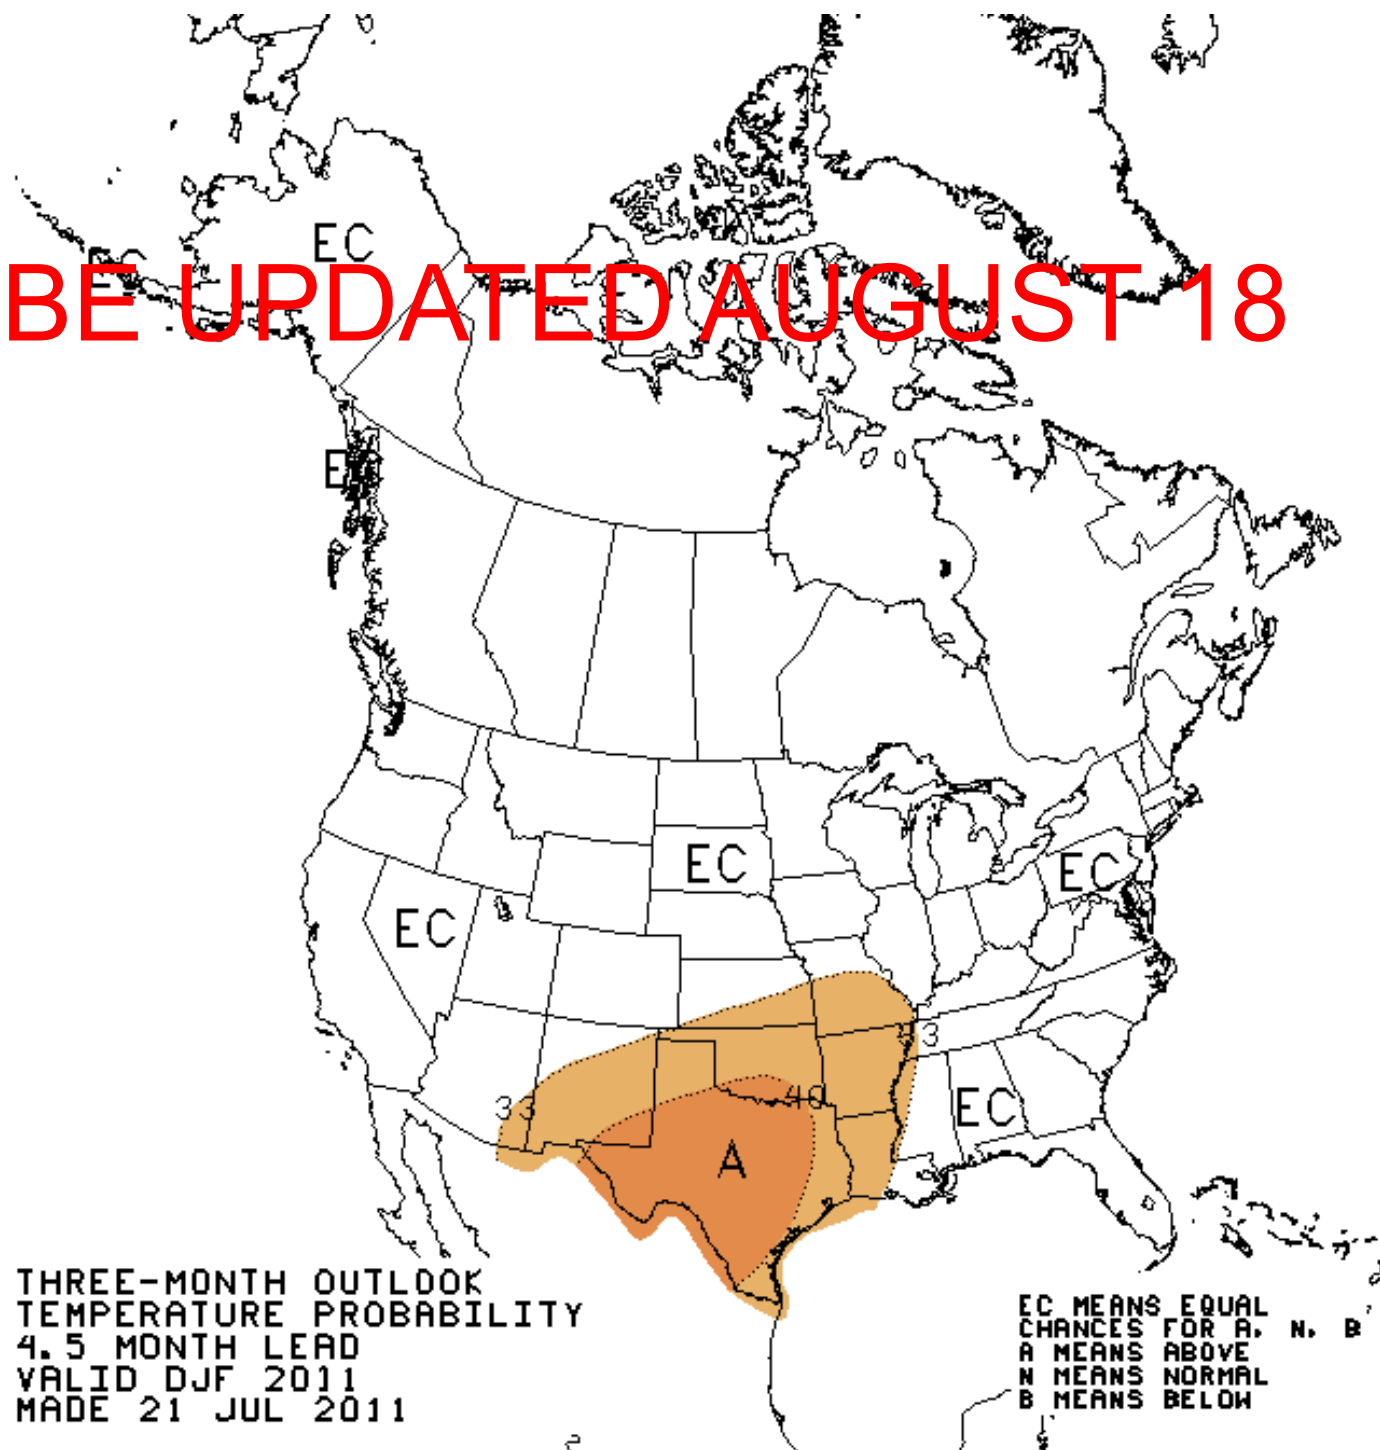 EC
EC
BE UPDATED AUGUST 18
EC
EC
EC
EC
33
40
EC
A
THREE-MONTH OUTLOOK
TEMPERATURE PROBABILITY
4.5 MONTH LEAD
VALID DJF 2011
MADE 21 JUL 2011
EC MEANS EQUAL
CHANCES FOR A, N, B
A MEANS ABOVE
N MEANS NORMAL
B MEANS BELOW